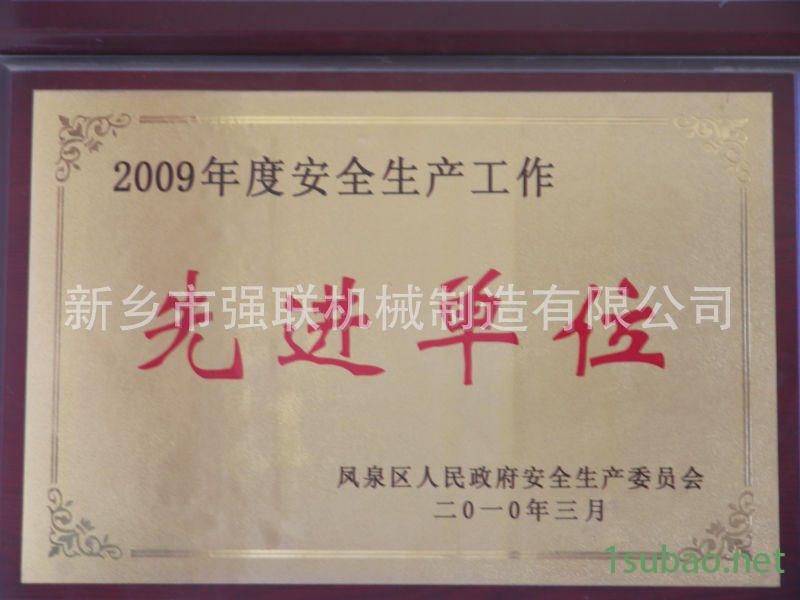 2009年度安全生产工作
先进单位
新乡市强联机械制造有限公司
凤泉区人民政府安全生产委员会
二0一0年三月
1subao.net